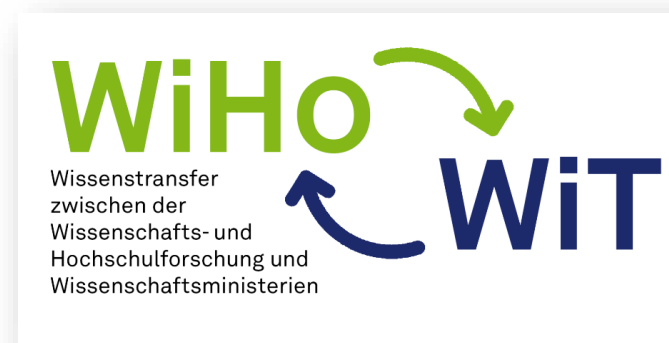 WiHo
WiT
Wissenstransfer
zwischen der
Wissenschafts- und
Hochschulforschung und
Wissenschaftsministerien